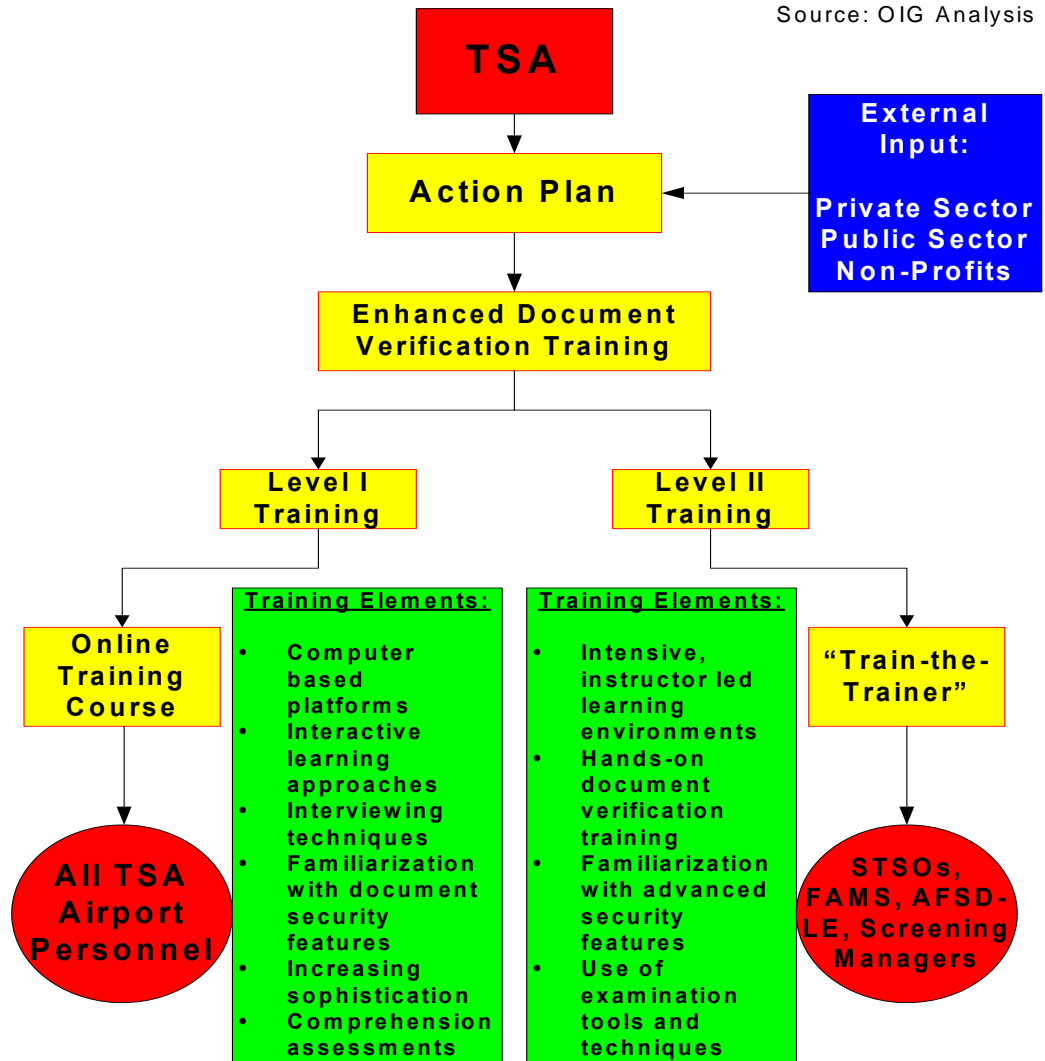 Source: OIG Analysis
TSA
External
Input:
Private Sector
Public Sector
Non-Profits
Action Plan
Enhanced Document
Verification Training
Level I
Training
Level II
Training
Online
Training
Course
Training Elements:
• Computer
based
platforms
• Interactive
learning
approaches
• Interviewing
techniques
• Familiarization
with document
security
features
• Increasing
sophistication
• Comprehension
assessments
Training Elements:
• Intensive,
instructor led
learning
environments
• Hands-on
document
verification
training
• Familiarization
with advanced
security
features
• Use of
examination
tools and
techniques
“Train-the-
Trainer”
All TSA
Airport
Personnel
STSOs,
FAMS, AFSD-
LE, Screening
Managers